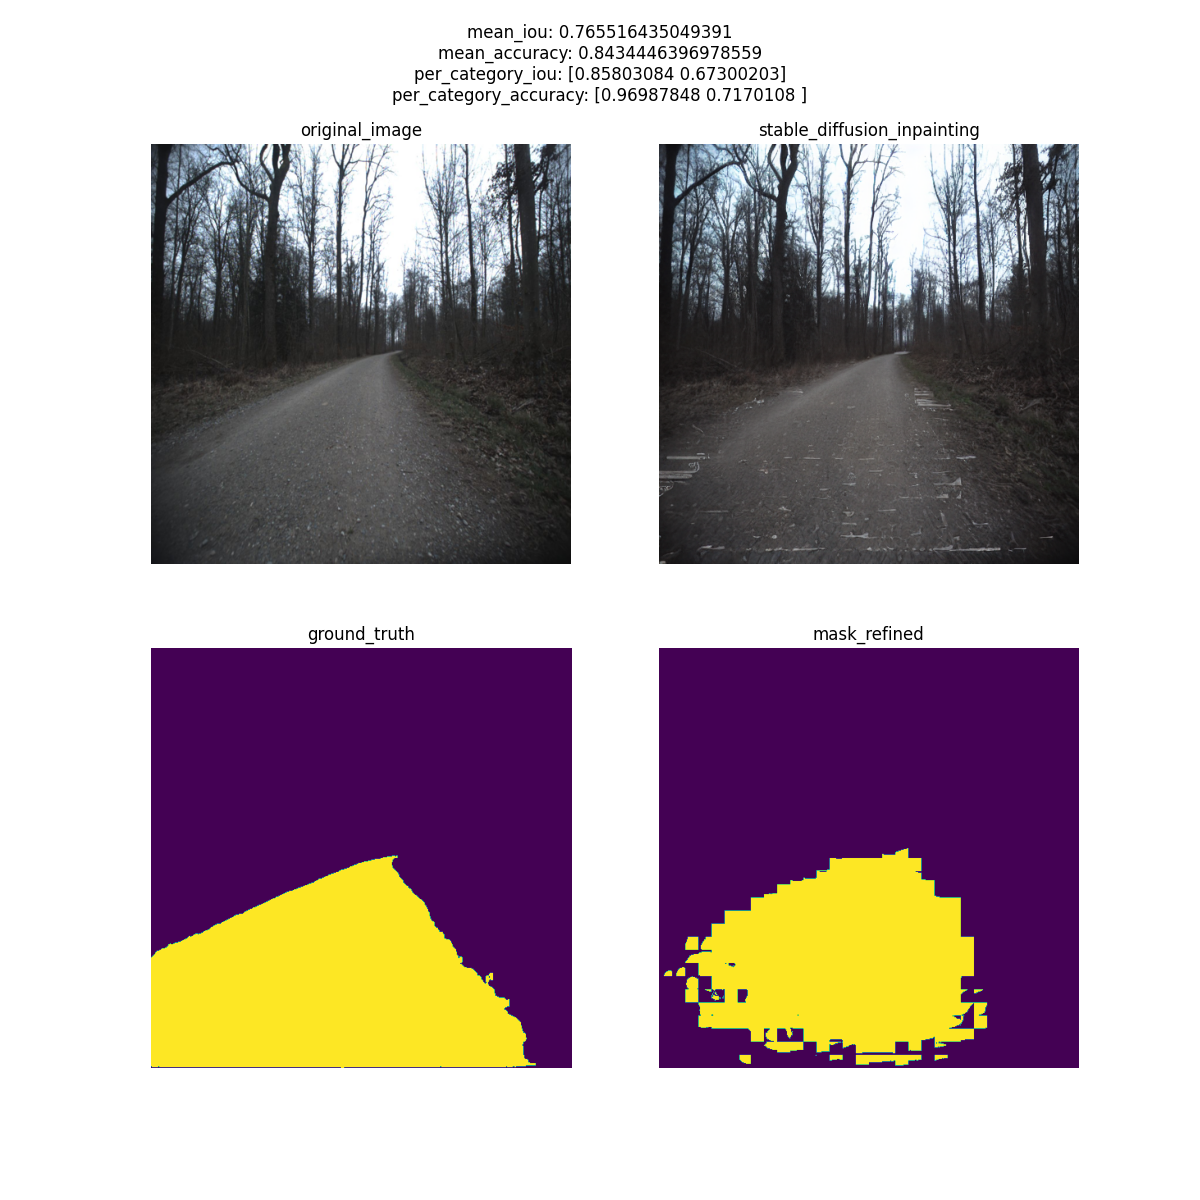 mean_iou: 0.765516435049391
mean_accuracy: 0.8434446396978559
per_category_iou: [0.85803084 0.67300203]
per_category_accuracy: [0.96987848 0.7170108 ]
original_image
stable_diffusion_inpainting
ground_truth
mask_refined